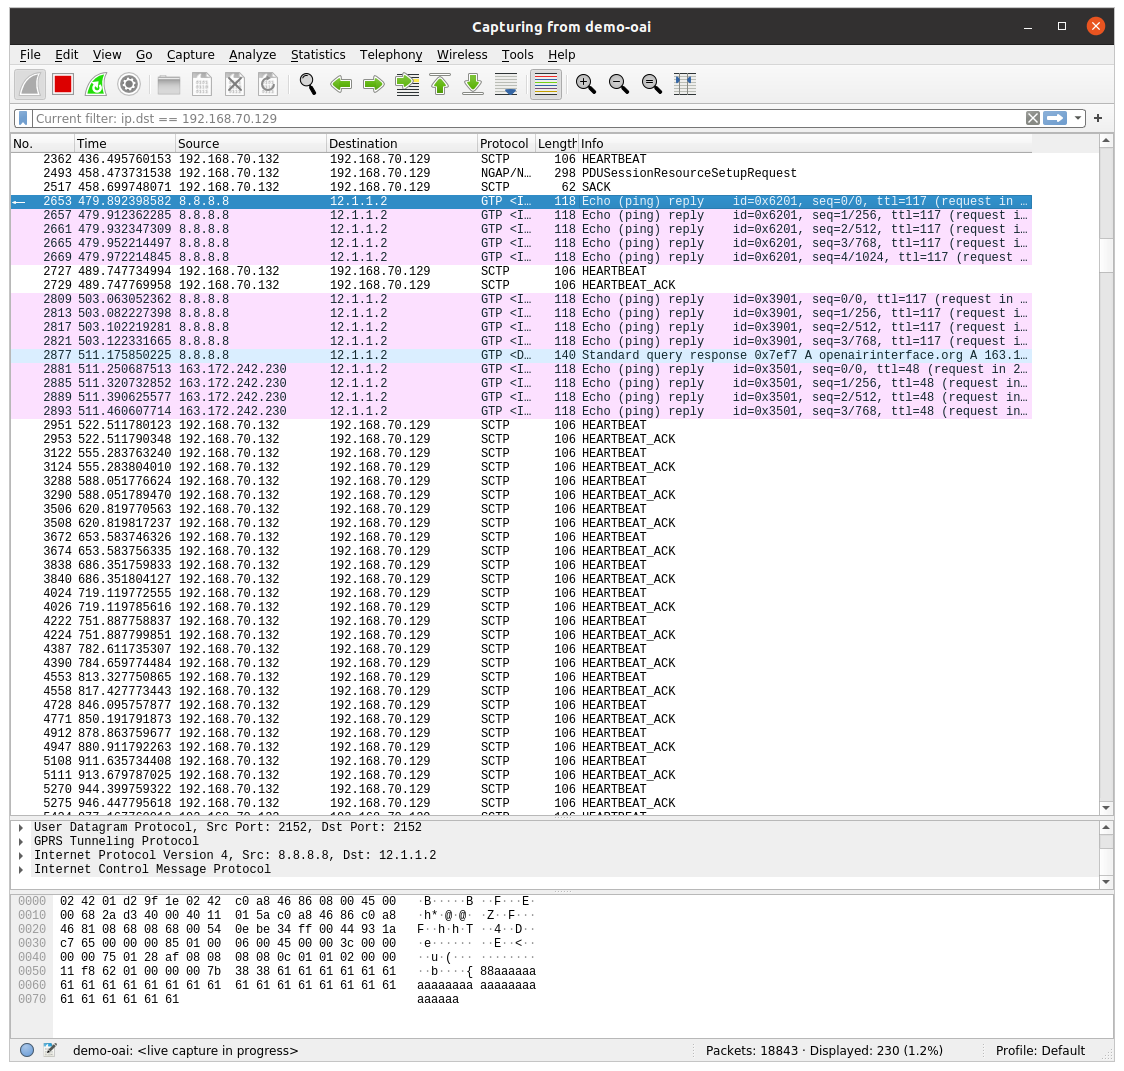 Capturing from demo-oai
File Edit View Go Capture Analyze Statistics Telephony Wireless Tools Help
Current filter: ip.dst == 192.168.70.129
No. Time Source Destination Protocol Length Info
2362 436.495760153 192.168.70.132 192.168.70.129 SCTP 106 HEARTBEAT
2493 458.473731538 192.168.70.132 192.168.70.129 NGAP/N… 298 PDUSessionResourceSetupRequest
2517 458.699748071 192.168.70.132 192.168.70.129 SCTP 62 SACK
2653 479.892398582 8.8.8.8 12.1.1.2 GTP <I… 118 Echo (ping) reply id=0x6201, seq=0/0, ttl=117 (request in …
2657 479.912362285 8.8.8.8 12.1.1.2 GTP <I… 118 Echo (ping) reply id=0x6201, seq=1/256, ttl=117 (request i…
2661 479.932347309 8.8.8.8 12.1.1.2 GTP <I… 118 Echo (ping) reply id=0x6201, seq=2/512, ttl=117 (request i…
2665 479.952214497 8.8.8.8 12.1.1.2 GTP <I… 118 Echo (ping) reply id=0x6201, seq=3/768, ttl=117 (request i…
2669 479.972214845 8.8.8.8 12.1.1.2 GTP <I… 118 Echo (ping) reply id=0x6201, seq=4/1024, ttl=117 (request …
2727 489.747734994 192.168.70.132 192.168.70.129 SCTP 106 HEARTBEAT
2729 489.747769958 192.168.70.132 192.168.70.129 SCTP 106 HEARTBEAT_ACK
2809 503.063052362 8.8.8.8 12.1.1.2 GTP <I… 118 Echo (ping) reply id=0x3901, seq=0/0, ttl=117 (request in …
2813 503.082227398 8.8.8.8 12.1.1.2 GTP <I… 118 Echo (ping) reply id=0x3901, seq=1/256, ttl=117 (request i…
2817 503.102219281 8.8.8.8 12.1.1.2 GTP <I… 118 Echo (ping) reply id=0x3901, seq=2/512, ttl=117 (request i…
2821 503.122331665 8.8.8.8 12.1.1.2 GTP <I… 118 Echo (ping) reply id=0x3901, seq=3/768, ttl=117 (request i…
2877 511.175850225 8.8.8.8 12.1.1.2 GTP <D… 140 Standard query response 0x7ef7 A openairinterface.org A 163.1…
2881 511.250687513 163.172.242.230 12.1.1.2 GTP <I… 118 Echo (ping) reply id=0x3501, seq=0/0, ttl=48 (request in 2…
2885 511.320732852 163.172.242.230 12.1.1.2 GTP <I… 118 Echo (ping) reply id=0x3501, seq=1/256, ttl=48 (request in…
2889 511.390625577 163.172.242.230 12.1.1.2 GTP <I… 118 Echo (ping) reply id=0x3501, seq=2/512, ttl=48 (request in…
2893 511.460607714 163.172.242.230 12.1.1.2 GTP <I… 118 Echo (ping) reply id=0x3501, seq=3/768, ttl=48 (request in…
2951 522.511780123 192.168.70.132 192.168.70.129 SCTP 106 HEARTBEAT
2953 522.511790348 192.168.70.132 192.168.70.129 SCTP 106 HEARTBEAT_ACK
3122 555.283763240 192.168.70.132 192.168.70.129 SCTP 106 HEARTBEAT
3124 555.283804010 192.168.70.132 192.168.70.129 SCTP 106 HEARTBEAT_ACK
3288 588.051776624 192.168.70.132 192.168.70.129 SCTP 106 HEARTBEAT
3290 588.051789470 192.168.70.132 192.168.70.129 SCTP 106 HEARTBEAT_ACK
3506 620.819770563 192.168.70.132 192.168.70.129 SCTP 106 HEARTBEAT
3508 620.819817237 192.168.70.132 192.168.70.129 SCTP 106 HEARTBEAT_ACK
3672 653.583746326 192.168.70.132 192.168.70.129 SCTP 106 HEARTBEAT
3674 653.583756335 192.168.70.132 192.168.70.129 SCTP 106 HEARTBEAT_ACK
3838 686.351759833 192.168.70.132 192.168.70.129 SCTP 106 HEARTBEAT
3840 686.351804127 192.168.70.132 192.168.70.129 SCTP 106 HEARTBEAT_ACK
4024 719.119772555 192.168.70.132 192.168.70.129 SCTP 106 HEARTBEAT
4026 719.119785616 192.168.70.132 192.168.70.129 SCTP 106 HEARTBEAT_ACK
4222 751.887758837 192.168.70.132 192.168.70.129 SCTP 106 HEARTBEAT
4224 751.887799851 192.168.70.132 192.168.70.129 SCTP 106 HEARTBEAT_ACK
4387 782.611735307 192.168.70.132 192.168.70.129 SCTP 106 HEARTBEAT
4390 784.659774484 192.168.70.132 192.168.70.129 SCTP 106 HEARTBEAT_ACK
4553 813.327750865 192.168.70.132 192.168.70.129 SCTP 106 HEARTBEAT
4558 817.427773443 192.168.70.132 192.168.70.129 SCTP 106 HEARTBEAT_ACK
4728 846.095757877 192.168.70.132 192.168.70.129 SCTP 106 HEARTBEAT
4771 850.191791873 192.168.70.132 192.168.70.129 SCTP 106 HEARTBEAT_ACK
4912 878.863759677 192.168.70.132 192.168.70.129 SCTP 106 HEARTBEAT
4947 880.911792263 192.168.70.132 192.168.70.129 SCTP 106 HEARTBEAT_ACK
5108 911.635734408 192.168.70.132 192.168.70.129 SCTP 106 HEARTBEAT
5111 913.679787025 192.168.70.132 192.168.70.129 SCTP 106 HEARTBEAT_ACK
5270 944.399759322 192.168.70.132 192.168.70.129 SCTP 106 HEARTBEAT
5275 946.447795618 192.168.70.132 192.168.70.129 SCTP 106 HEARTBEAT_ACK
User Datagram Protocol, Src Port: 2152, Dst Port: 2152
GPRS Tunneling Protocol
Internet Protocol Version 4, Src: 8.8.8.8, Dst: 12.1.1.2
Internet Control Message Protocol
0000 02 42 01 d2 9f 1e 02 42 c0 a8 46 86 08 00 45 00 ·B·····B ··F···E·
0010 00 68 2a d3 40 00 40 11 01 5a c0 a8 46 86 c0 a8 ·h*·@·@· ·Z··F···
0020 46 81 08 68 08 68 00 54 0e be 34 ff 00 44 93 1a F··h·h·T ··4··D··
0030 c7 65 00 00 00 85 01 00 06 00 45 00 00 3c 00 00 ·e······ ··E··<··
0040 00 00 75 01 28 af 08 08 08 08 0c 01 01 02 00 00 ··u·(··· ········
0050 11 f8 62 01 00 00 00 7b 38 38 61 61 61 61 61 61 ··b····{ 88aaaaaa
0060 61 61 61 61 61 61 61 61 61 61 61 61 61 61 61 61 aaaaaaaa aaaaaaaa
0070 61 61 61 61 61 61 aaaaaa
demo-oai: <live capture in progress> Packets: 18843 · Displayed: 230 (1.2%) Profile: Default